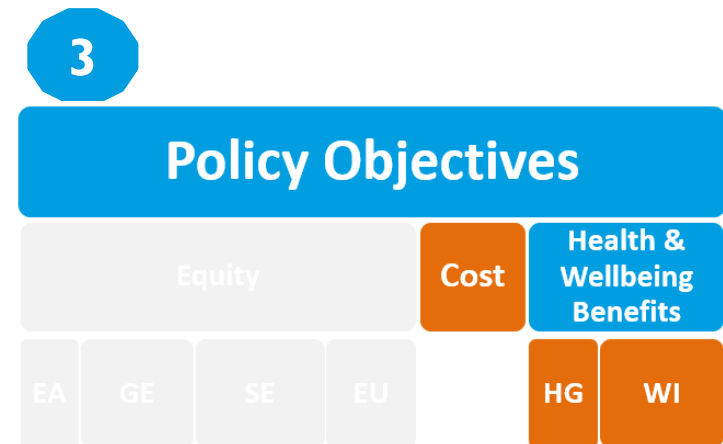 3
Policy Objectives
Equity
Cost
Health &
Wellbeing
Benefits
EA
GE
SE
EU
HG
WI